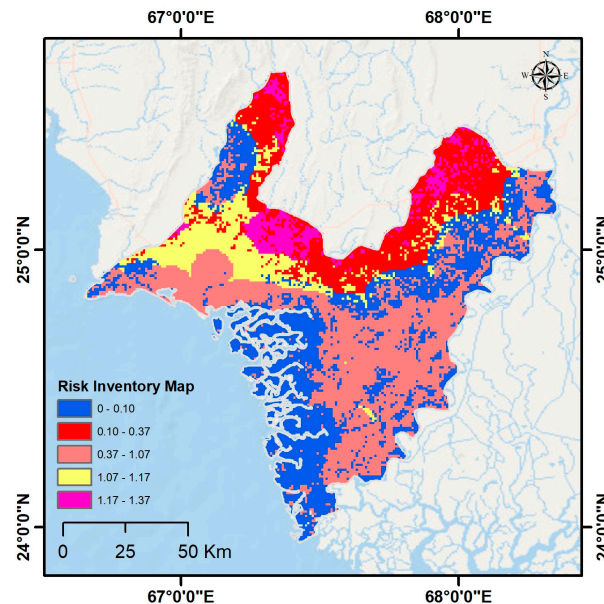 67°0'0"E 68°0'0"E
N
W E
S
25°0'0"N 25°0'0"N
Risk Inventory Map
0 - 0.10
0.10 - 0.37
0.37 - 1.07
1.07 - 1.17
1.17 - 1.37
24°0'0"N 24°0'0"N
0 25 50 Km
67°0'0"E 68°0'0"E